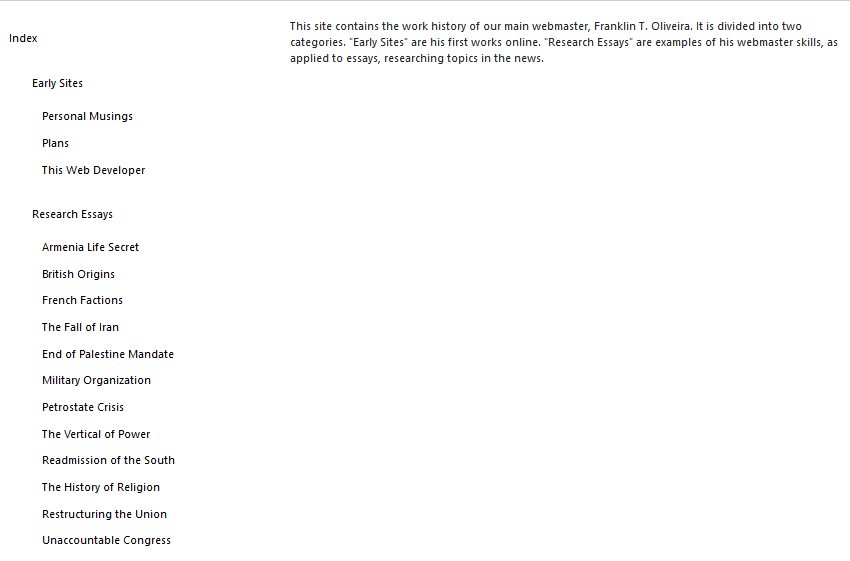 Index
Early Sites
Personal Musings
Plans
This Web Developer
Research Essays
Armenia Life Secret
British Origins
French Factions
The Fall of Iran
End of Palestine Mandate
Military Organization
Petrostate Crisis
The Vertical of Power
Readmission of the South
The History of Religion
Restructuring the Union
Unaccountable Congress
This site contains the work history of our main webmaster, Franklin T. Oliveira. It is divided into two
categories. "Early Sites" are his first works online. "Research Essays" are examples of his webmaster skills, as
applied to essays, researching topics in the news.